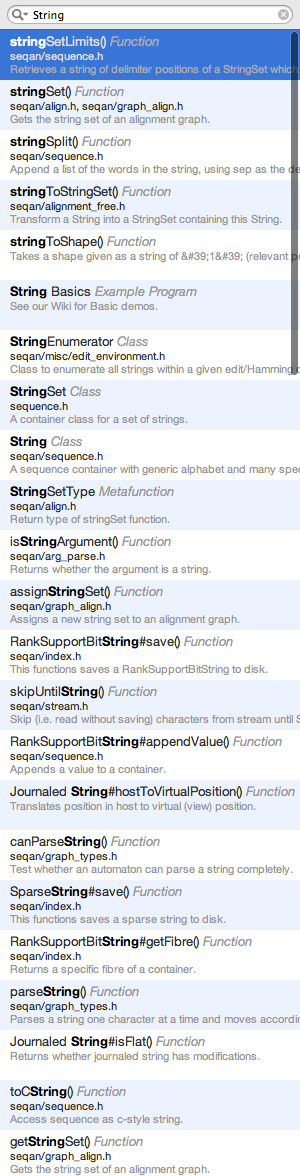 String
stringSetLimits() Function
seqan/sequence.h
Retrieves a string of delimiter positions of a StringSet which
stringSet() Function
seqan/align.h, seqan/graph_align.h
Gets the string set of an alignment graph.
stringSplit() Function
seqan/sequence.h
Append a list of the words in the string, using sep as the de
stringToStringSet() Function
seqan/alignment_free.h
Transform a String into a StringSet containing this String.
stringToShape() Function
Takes a shape given as a string of &#39;1&#39; (relevant po
String Basics Example Program
See our Wiki for Basic demos.
StringEnumerator Class
seqan/misc/edit_environment.h
Class to enumerate all strings within a given edit/Hamming
StringSet Class
sequence.h
A container class for a set of strings.
String Class
seqan/sequence.h
A sequence container with generic alphabet and many spec
StringSetType Metafunction
seqan/align.h
Return type of stringSet function.
isStringArgument() Function
seqan/arg_parse.h
Returns whether the argument is a string.
assignStringSet() Function
seqan/graph_align.h
Assigns a new string set to an alignment graph.
RankSupportBitString#save() Function
seqan/index.h
This functions saves a RankSupportBitString to disk.
skipUntilString() Function
seqan/stream.h
Skip (i.e. read without saving) characters from stream until S
RankSupportBitString#appendValue() Function
seqan/sequence.h
Appends a value to a container.
Journaled String#hostToVirtualPosition() Function
Translates position in host to virtual (view) position.
canParseString() Function
seqan/graph_types.h
Test whether an automaton can parse a string completely.
SparseString#save() Function
seqan/index.h
This functions saves a sparse string to disk.
RankSupportBitString#getFibre() Function
seqan/index.h
Returns a specific fibre of a container.
parseString() Function
seqan/graph_types.h
Parses a string one character at a time and moves accordin
Journaled String#isFlat() Function
Returns whether journaled string has modifications.
toCString() Function
seqan/sequence.h
Access sequence as c-style string.
getStringSet() Function
seqan/graph_align.h
Gets the string set of an alignment graph.